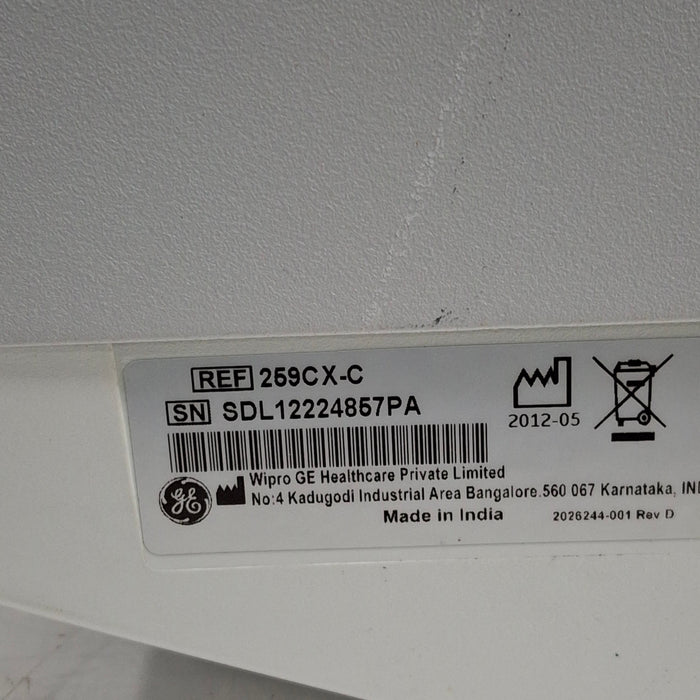 REF 259CX-C
SN SDL12224857PA
2012-05
GE
Wipro GE Healthcare Private Limited
No:4 Kadugodi Industrial Area Bangalore.560 067 Karnataka, IN
Made in India
2026244-001 Rev D